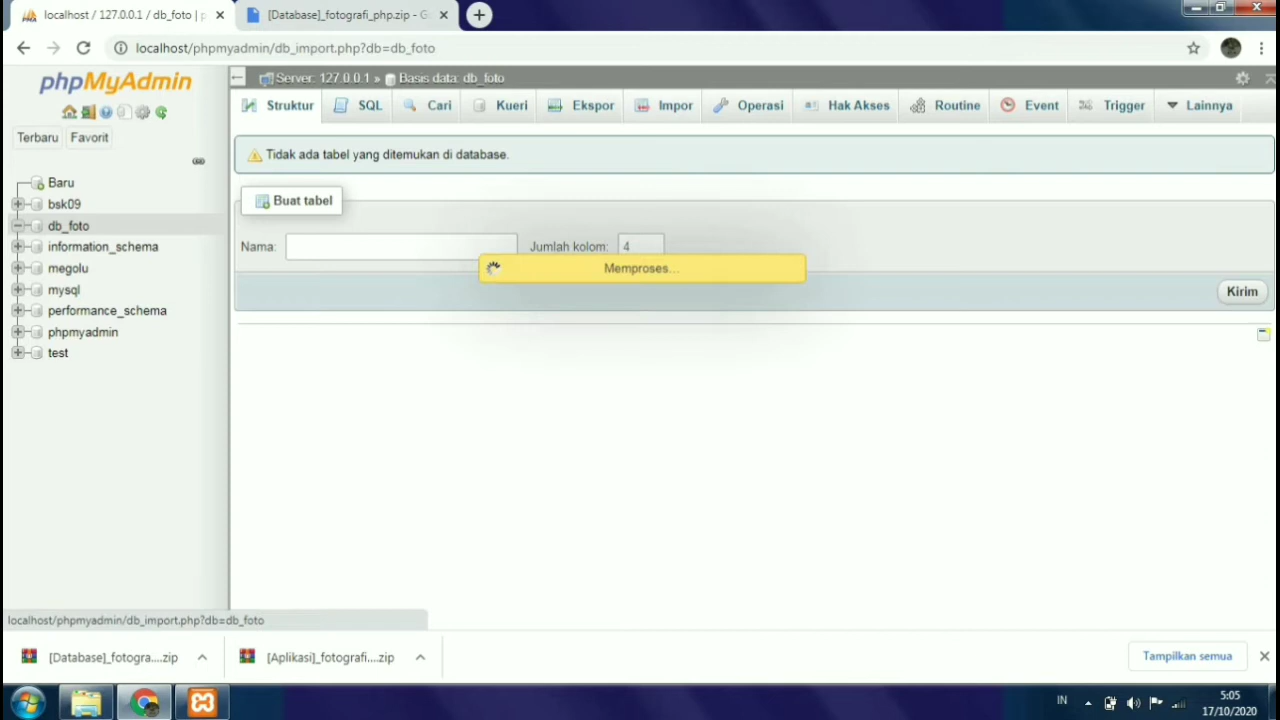 localhost / 127.0.0.1 / db_foto | p
[Database]_fotografi_php.zip - G
localhost/phpmyadmin/db_import.php?db=db_foto
phpMyAdmin
Server: 127.0.0.1 » Basis data: db_foto
Struktur SQL Cari Kueri Ekspor Impor Operasi Hak Akses Routine Event Trigger Lainnya
Terbaru Favorit
Tidak ada tabel yang ditemukan di database.
Baru
bsk09
db_foto
information_schema
megolu
mysql
performance_schema
phpmyadmin
test
Buat tabel
Nama: Jumlah kolom: 4
Memproses...
Kirim
localhost/phpmyadmin/db_import.php?db=db_foto
[Database]_fotogra....zip
[Aplikasi]_fotografi....zip
Tampilkan semua
IN
5:05
17/10/2020